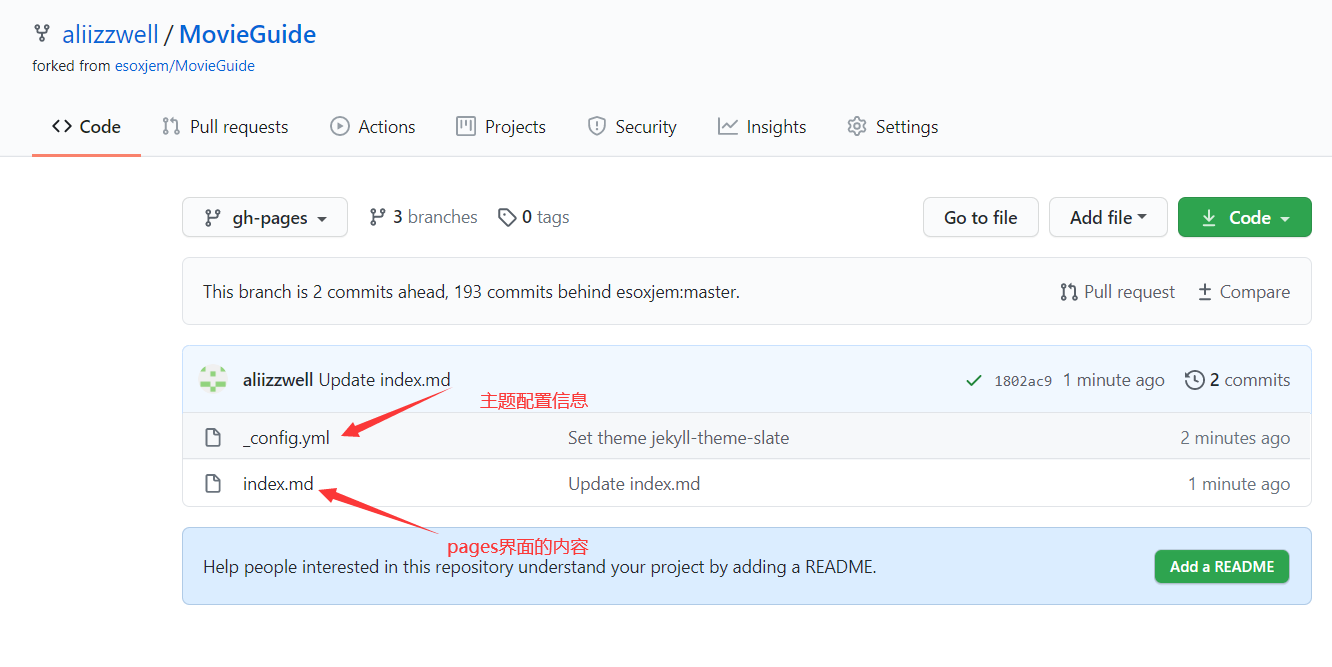 aliizzwell / MovieGuide
forked from esoxjem/MovieGuide
Code Pull requests Actions Projects Security Insights Settings
gh-pages 3 branches 0 tags Go to file Add file Code
This branch is 2 commits ahead, 193 commits behind esoxjem:master. Pull request Compare
aliizzwell Update index.md 1802ac9 1 minute ago 2 commits
主题配置信息
_config.yml Set theme jekyll-theme-slate 2 minutes ago
index.md Update index.md 1 minute ago
pages界面的内容
Help people interested in this repository understand your project by adding a README. Add a README